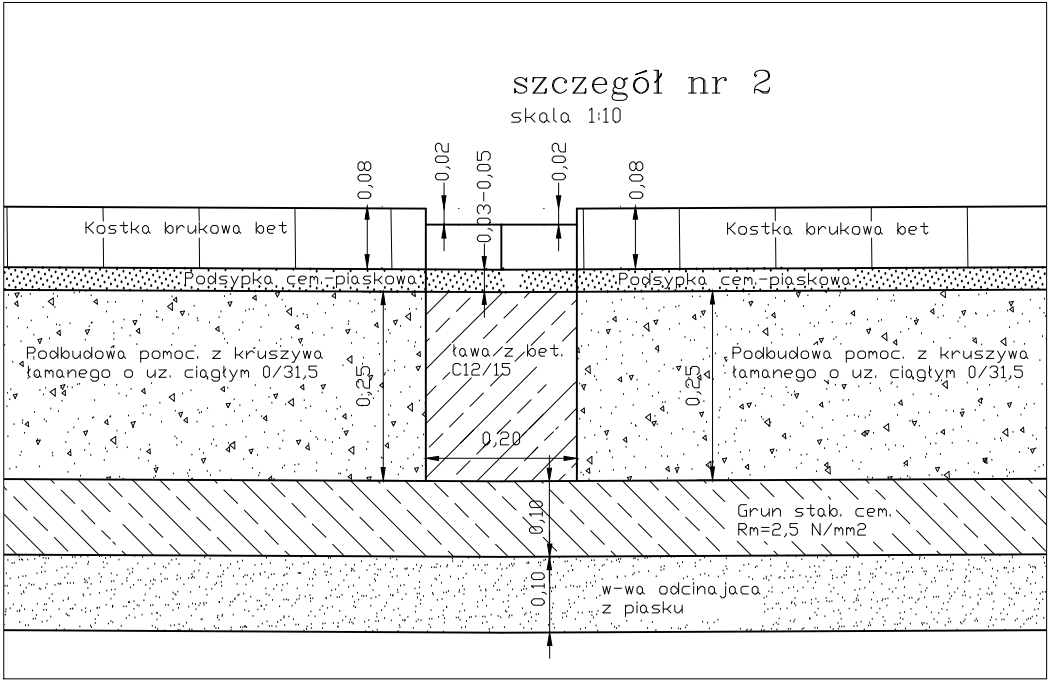 szczegół nr 2
skala 1:10
0,08
0,02
0,03-0,05
0,02
0,08
Kostka brukowa bet
Kostka brukowa bet
Podsypka cem.-piaskowa
Podsypka cem.-piaskowa
Podbudowa pomoc. z kruszywa
łamanego o uz. ciągłym 0/31,5
0,25
ława z bet.
C12/15
0,25
Podbudowa pomoc. z kruszywa
łamanego o uz. ciągłym 0/31,5
0,20
0,10
Grun stab. cem.
Rm=2,5 N/mm2
0,10
w-wa odcinajaca
z piasku